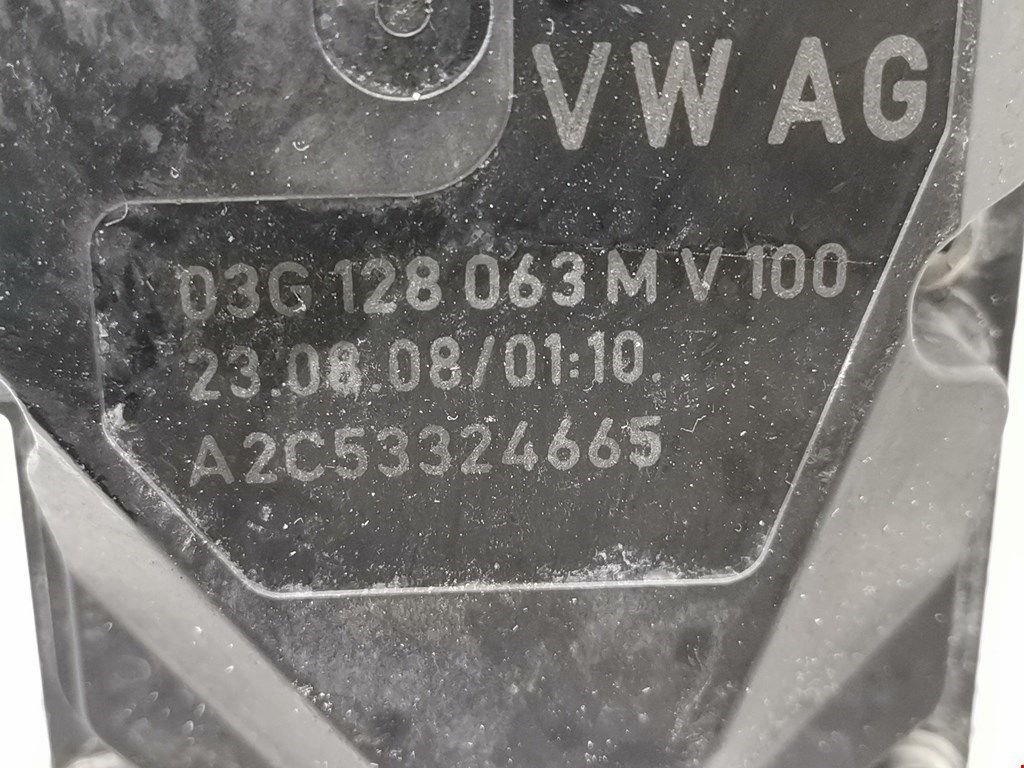 VW AG
03G 128 063 M V 100
23.08.08/01:10.
A2C53324665